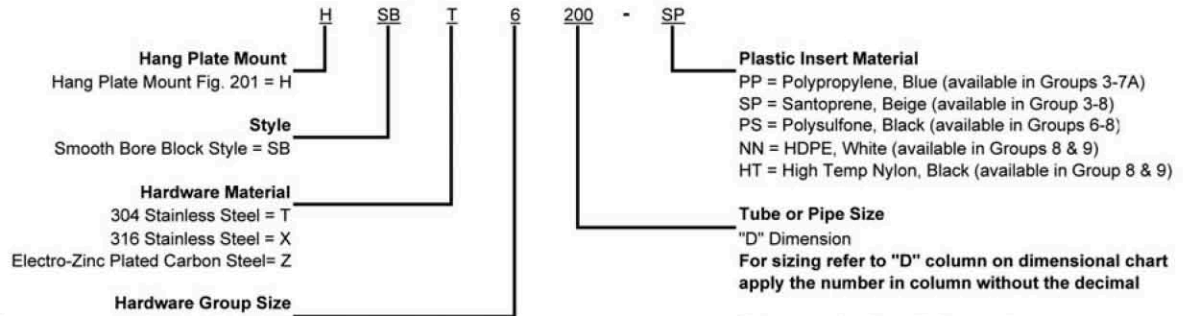 H SB T 6 200 - SP
Hang Plate Mount
Hang Plate Mount Fig. 201 = H
Style
Smooth Bore Block Style = SB
Hardware Material
304 Stainless Steel = T
316 Stainless Steel = X
Electro-Zinc Plated Carbon Steel= Z
Hardware Group Size
Plastic Insert Material
PP = Polypropylene, Blue (available in Groups 3-7A)
SP = Santoprene, Beige (available in Group 3-8)
PS = Polysulfone, Black (available in Groups 6-8)
NN = HDPE, White (available in Groups 8 & 9)
HT = High Temp Nylon, Black (available in Group 8 & 9)
Tube or Pipe Size
"D" Dimension
For sizing refer to "D" column on dimensional chart
apply the number in column without the decimal